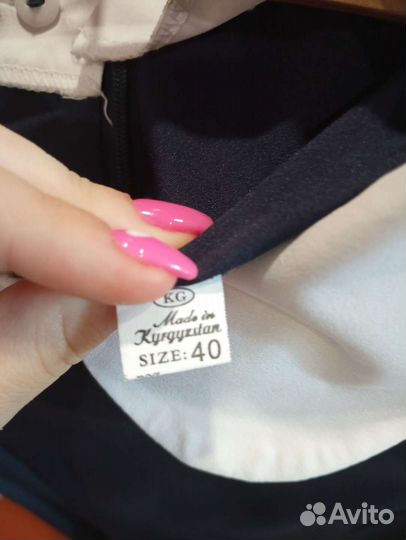 KG
Made in
Kyrgyzstan
SIZE: 40
Avito